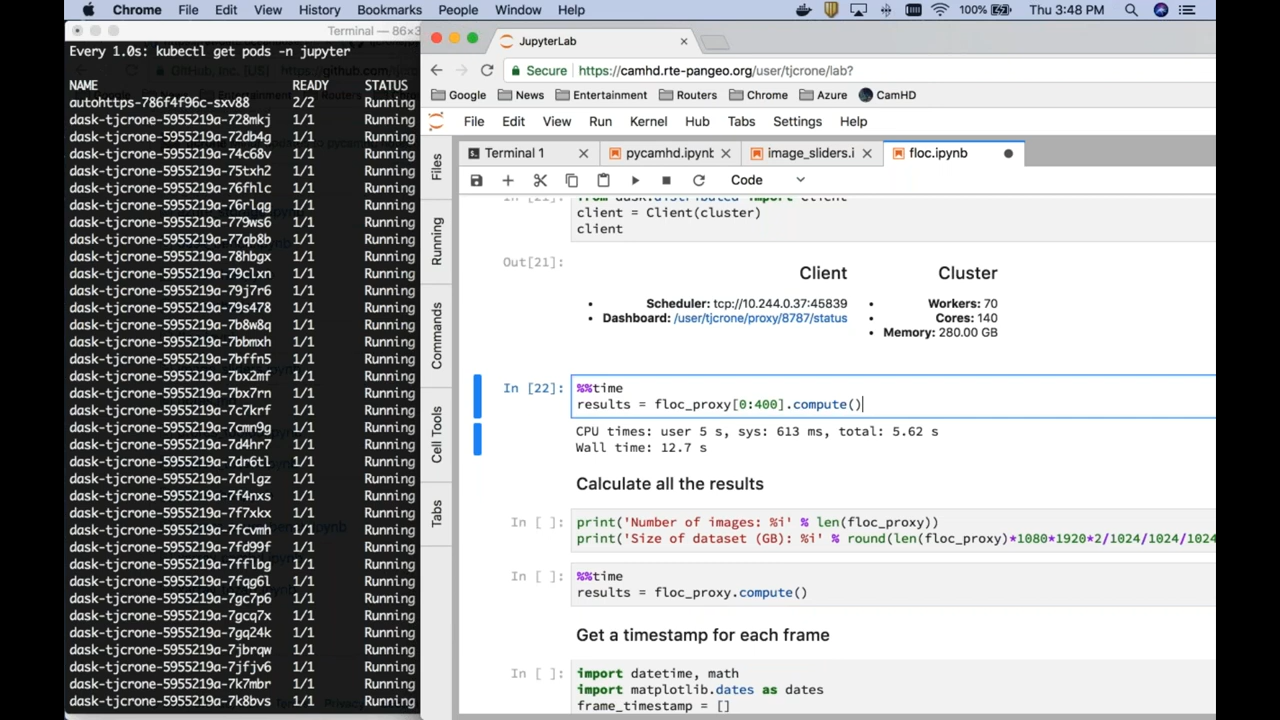 Chrome File Edit View History Bookmarks People Window Help 100% Thu 3:48 PM
Terminal — 86×3
Every 1.0s: kubectl get pods -n jupyter
NAME READY STATUS
autohttps-786f4f96c-sxv88 2/2 Running
dask-tjcrone-5955219a-728mkj 1/1 Running
dask-tjcrone-5955219a-72db4g 1/1 Running
dask-tjcrone-5955219a-74c68v 1/1 Running
dask-tjcrone-5955219a-75txh2 1/1 Running
dask-tjcrone-5955219a-76fhlc 1/1 Running
dask-tjcrone-5955219a-76rlqg 1/1 Running
dask-tjcrone-5955219a-779ws6 1/1 Running
dask-tjcrone-5955219a-77qb8b 1/1 Running
dask-tjcrone-5955219a-78hbgx 1/1 Running
dask-tjcrone-5955219a-79clxn 1/1 Running
dask-tjcrone-5955219a-79j7r6 1/1 Running
dask-tjcrone-5955219a-79s478 1/1 Running
dask-tjcrone-5955219a-7b8w8q 1/1 Running
dask-tjcrone-5955219a-7bbmxh 1/1 Running
dask-tjcrone-5955219a-7bffn5 1/1 Running
dask-tjcrone-5955219a-7bx2mf 1/1 Running
dask-tjcrone-5955219a-7bx7rn 1/1 Running
dask-tjcrone-5955219a-7c7krf 1/1 Running
dask-tjcrone-5955219a-7cmn9g 1/1 Running
dask-tjcrone-5955219a-7d4hr7 1/1 Running
dask-tjcrone-5955219a-7dr6tl 1/1 Running
dask-tjcrone-5955219a-7drlgz 1/1 Running
dask-tjcrone-5955219a-7f4nxs 1/1 Running
dask-tjcrone-5955219a-7f7xkx 1/1 Running
dask-tjcrone-5955219a-7fcvmh 1/1 Running
dask-tjcrone-5955219a-7fd99f 1/1 Running
dask-tjcrone-5955219a-7fflbg 1/1 Running
dask-tjcrone-5955219a-7fqg6l 1/1 Running
dask-tjcrone-5955219a-7gc7p6 1/1 Running
dask-tjcrone-5955219a-7gcq7x 1/1 Running
dask-tjcrone-5955219a-7gq24k 1/1 Running
dask-tjcrone-5955219a-7jbrqw 1/1 Running
dask-tjcrone-5955219a-7jfjv6 1/1 Running
dask-tjcrone-5955219a-7k7mbr 1/1 Running
dask-tjcrone-5955219a-7k8bvs 1/1 Running
JupyterLab
Secure https://camhd.rte-pangeo.org/user/tjcrone/lab?
Google News Entertainment Routers Chrome Azure CamHD
File Edit View Run Kernel Hub Tabs Settings Help
Files
Running
Commands
Cell Tools
Tabs
Terminal 1 pycamhd.ipynb image_sliders.i floc.ipynb
Code
In [21]: from dask.distributed import Client
client = Client(cluster)
client
Out[21]:
Client Cluster
Scheduler: tcp://10.244.0.37:45839 Workers: 70
Dashboard: /user/tjcrone/proxy/8787/status Cores: 140
Memory: 280.00 GB
In [22]: %%time
results = floc_proxy[0:400].compute()
CPU times: user 5 s, sys: 613 ms, total: 5.62 s
Wall time: 12.7 s
Calculate all the results
In [ ]: print('Number of images: %i' % len(floc_proxy))
print('Size of dataset (GB): %i' % round(len(floc_proxy)*1080*1920*2/1024/1024/1024
In [ ]: %%time
results = floc_proxy.compute()
Get a timestamp for each frame
In [ ]: import datetime, math
import matplotlib.dates as dates
frame_timestamp = []